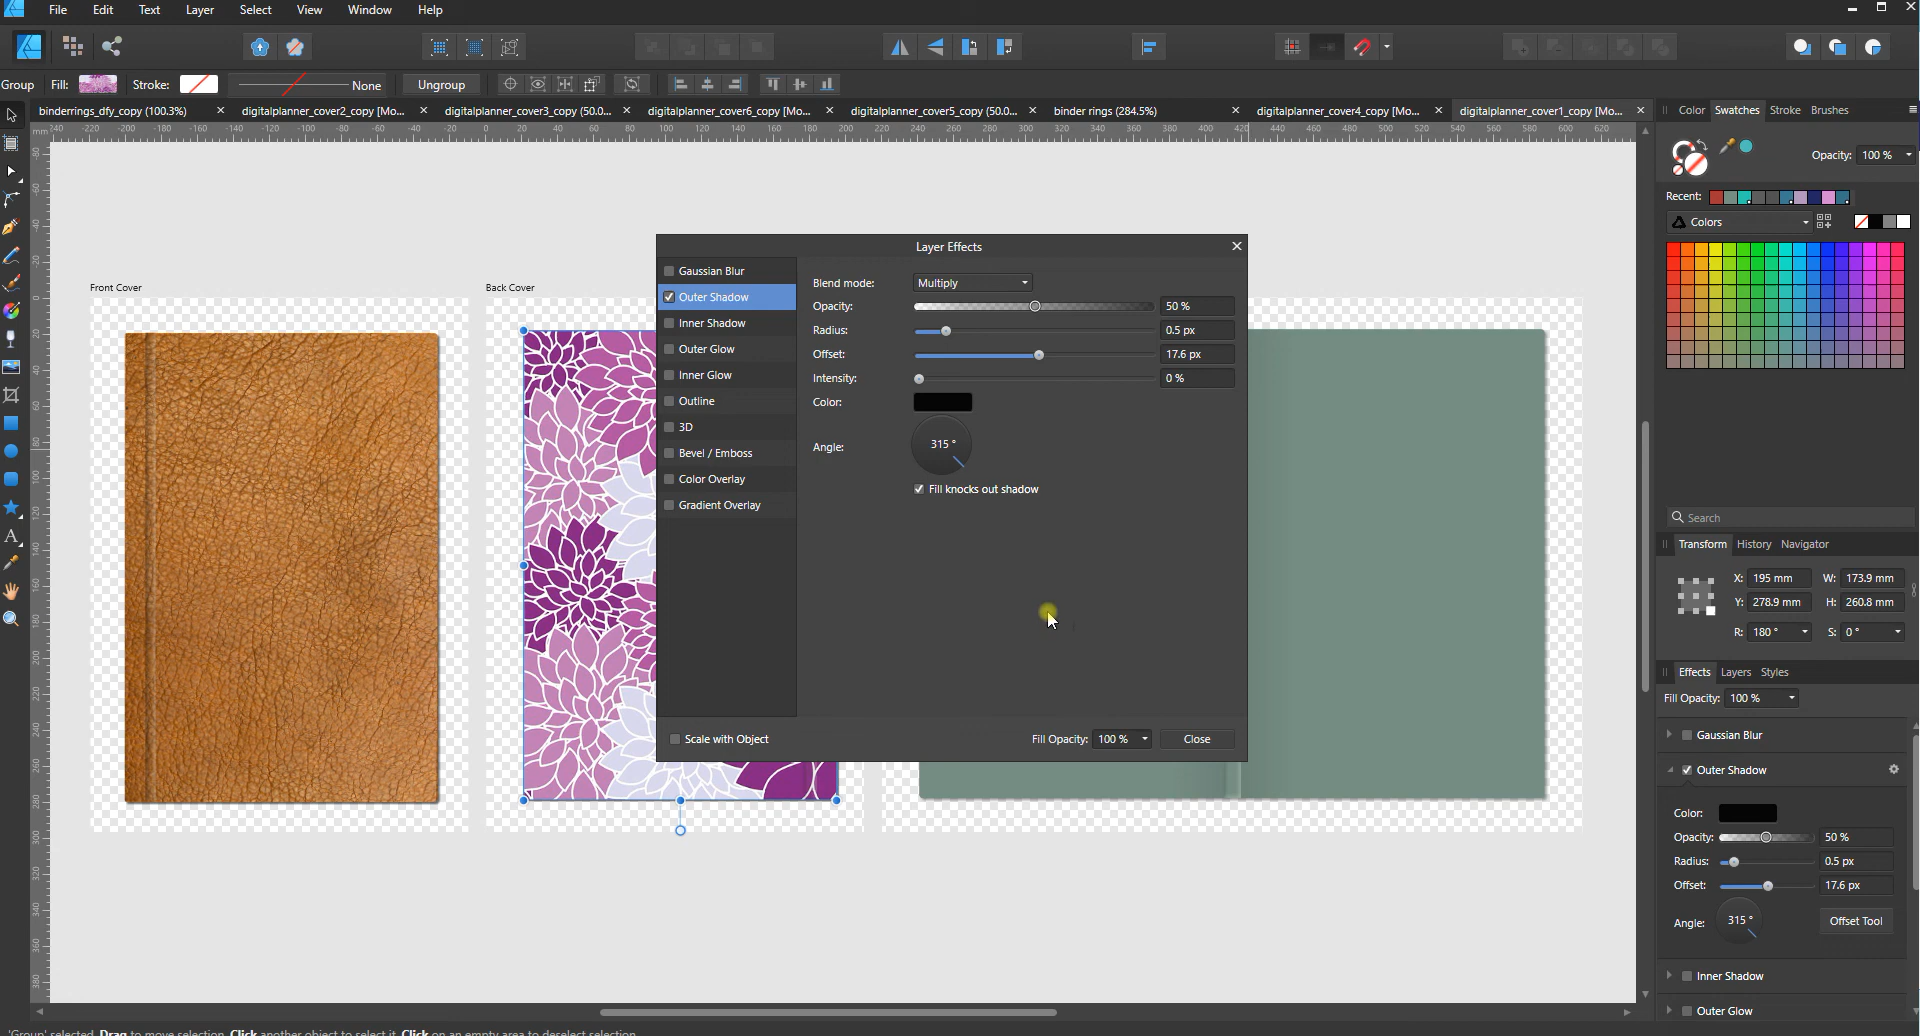 File Edit Text Layer Select View Window Help
Group Fill: Stroke: None Ungroup
binderrings_dfy_copy (100.3%) digitalplanner_cover2_copy [Mo... digitalplanner_cover3_copy (50.0... digitalplanner_cover6_copy [Mo... digitalplanner_cover5_copy (50.0... binder rings (284.5%) digitalplanner_cover4_copy [Mo... digitalplanner_cover1_copy [Mo...
Color Swatches Stroke Brushes
mm
Opacity: 100 %
Recent:
Colors
Front Cover Back Cover
Layer Effects
Gaussian Blur
Outer Shadow
Inner Shadow
Outer Glow
Inner Glow
Outline
3D
Bevel / Emboss
Color Overlay
Gradient Overlay
Blend mode: Multiply
Opacity: 50 %
Radius: 0.5 px
Offset: 17.6 px
Intensity: 0 %
Color:
Angle: 315 °
Fill knocks out shadow
Scale with Object Fill Opacity: 100 % Close
Search
Transform History Navigator
X: 195 mm W: 173.9 mm
Y: 278.9 mm H: 260.8 mm
R: 180 ° S: 0 °
Effects Layers Styles
Fill Opacity: 100 %
Gaussian Blur
Outer Shadow
Color:
Opacity: 50 %
Radius: 0.5 px
Offset: 17.6 px
Angle: 315 ° Offset Tool
Inner Shadow
Outer Glow
'Group' selected. Drag to move selection. Click another object to select it. Click on an empty area to deselect selection.